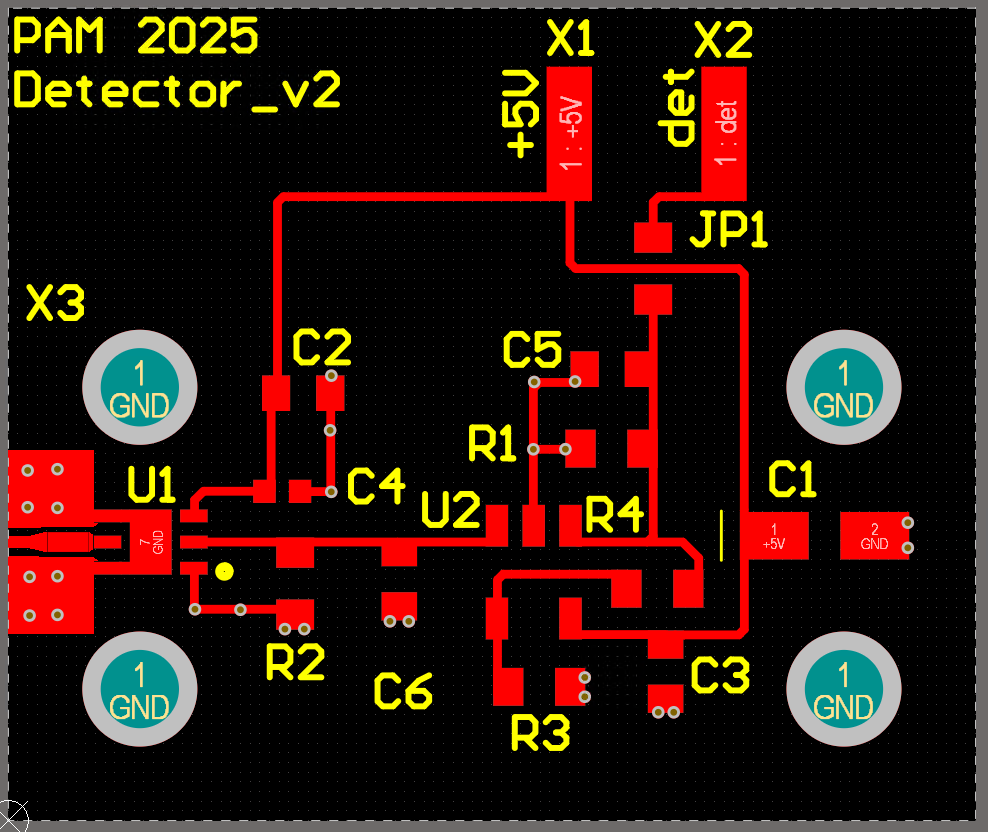 PAM 2025
Detector_v2
X1
X2
+5V
1 : +5V
det
1 : det
JP1
X3
C2
C5
1
GND
1
GND
R1
U1
C4
U2
R4
C1
7
GND
1
+5V
2
GND
R2
C6
C3
R3
1
GND
1
GND